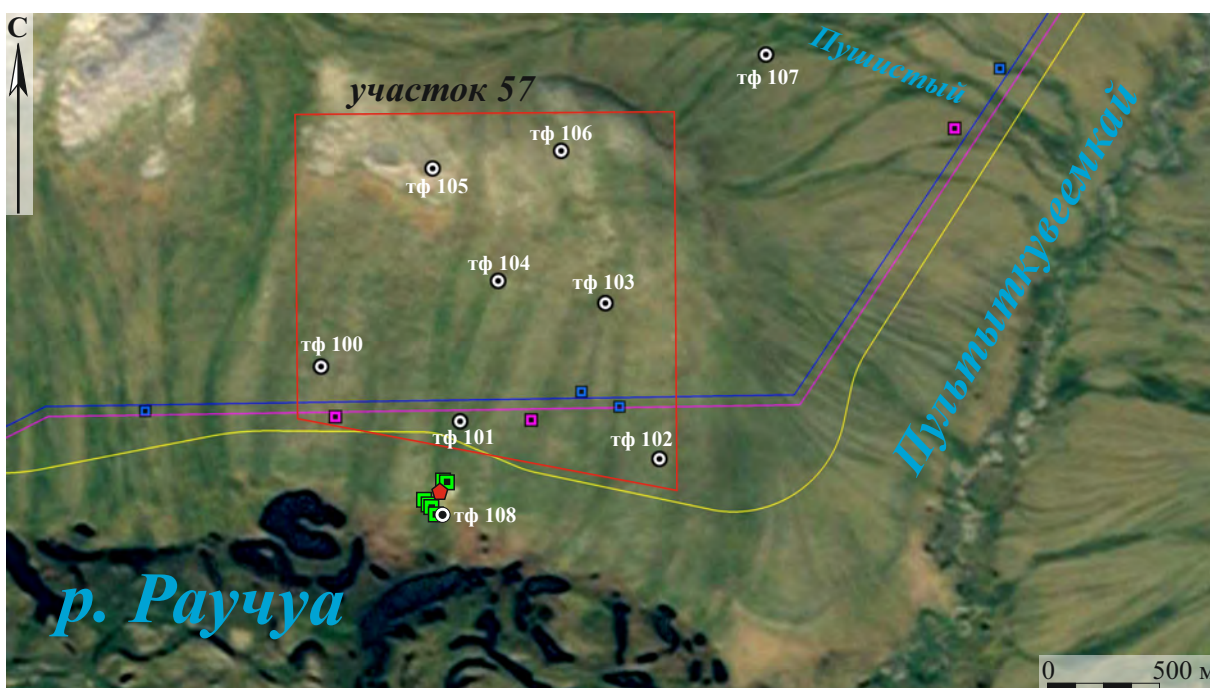 С
участок 57
тф 107
Пушистый
тф 106
тф 105
тф 104
тф 103
тф 100
Пультыткувеемкай
тф 101
тф 102
тф 108
р. Раучуа
0 500 м